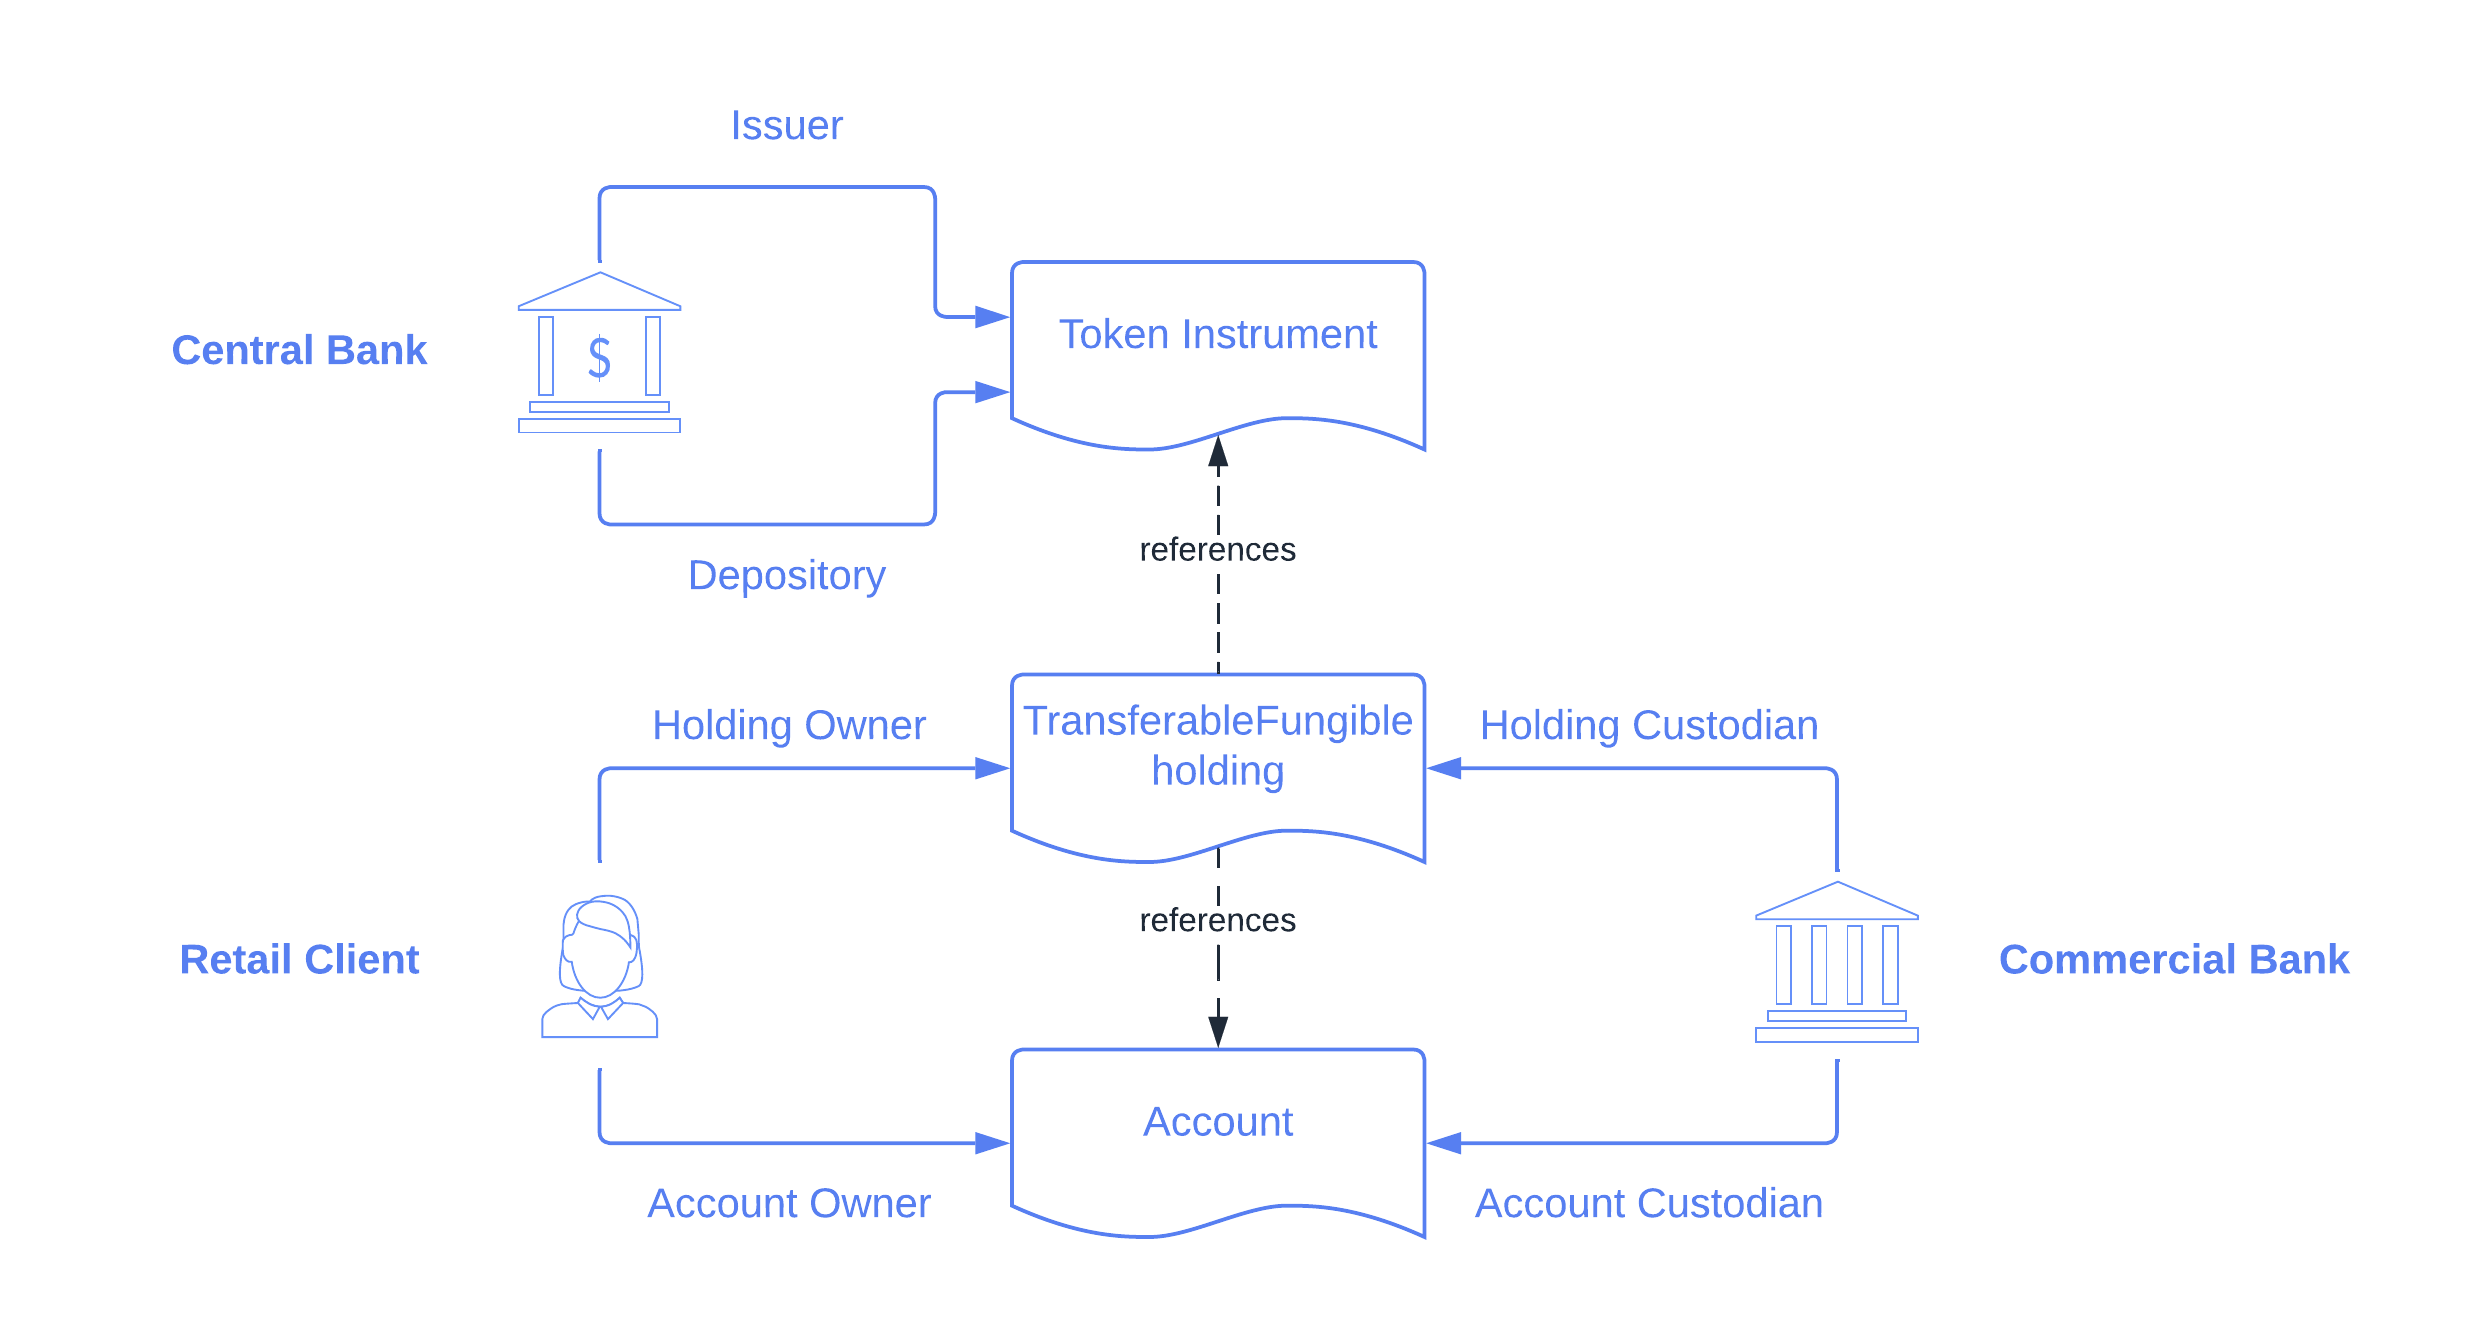 Issuer
Central Bank
$
Token Instrument
Depository
references
Holding Owner
TransferableFungible
holding
Holding Custodian
references
Retail Client
Commercial Bank
Account
Account Owner
Account Custodian